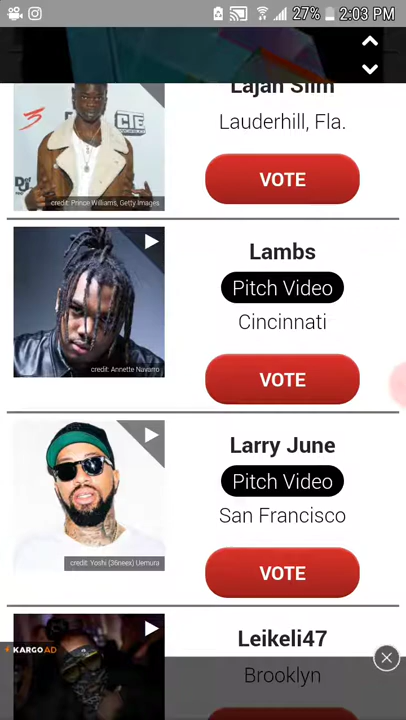 27% 2:03 PM
Lajan Slim
Lauderhill, Fla.
VOTE
credit: Prince Williams, Getty Images
Lambs
Pitch Video
Cincinnati
VOTE
credit: Annette Navarro
Larry June
Pitch Video
San Francisco
VOTE
credit: Yoshi (36neex) Uemura
Leikeli47
KARGO AD
Brooklyn